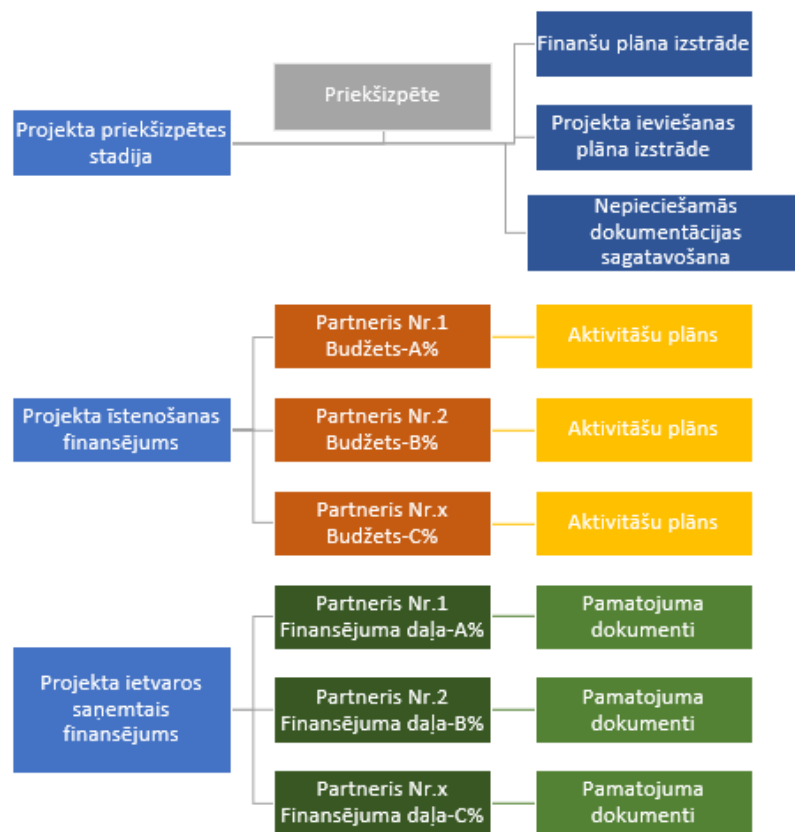 Finanšu plāna izstrāde
Priekšizpēte
Projekta priekšizpētes
stadija
Projekta ieviešanas
plāna izstrāde
Nepieciešamās
dokumentācijas
sagatavošana
Partneris Nr.1
Budžets-A%
Aktivitāšu plāns
Projekta īstenošanas
finansējums
Partneris Nr.2
Budžets-B%
Aktivitāšu plāns
Partneris Nr.x
Budžets-C%
Aktivitāšu plāns
Partneris Nr.1
Finansējuma daļa-A%
Pamatojuma
dokumenti
Projekta ietvaros
saņemtais
finansējums
Partneris Nr.2
Finansējuma daļa-B%
Pamatojuma
dokumenti
Partneris Nr.x
Finansējuma daļa-C%
Pamatojuma
dokumenti